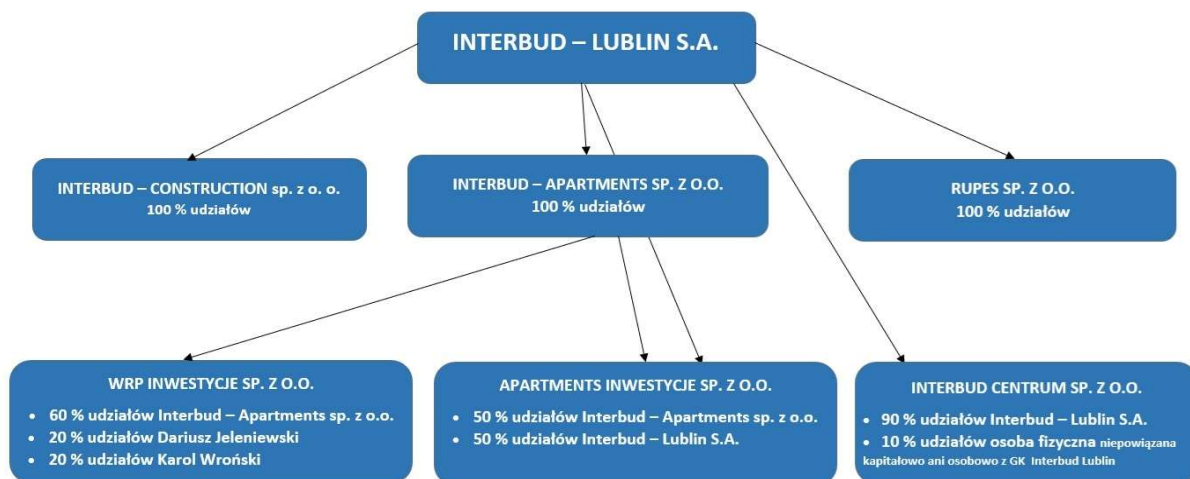 INTERBUD – LUBLIN S.A.
INTERBUD – CONSTRUCTION sp. z o. o.
100 % udziałów
INTERBUD – APARTMENTS SP. Z O.O.
100 % udziałów
RUPES SP. Z O.O.
100 % udziałów
WRP INWESTYCJE SP. Z O.O.
• 60 % udziałów Interbud – Apartments sp. z o.o.
• 20 % udziałów Dariusz Jeleniewski
• 20 % udziałów Karol Wroński
APARTMENTS INWESTYCJE SP. Z O.O.
• 50 % udziałów Interbud – Apartments sp. z o.o.
• 50 % udziałów Interbud – Lublin S.A.
INTERBUD CENTRUM SP. Z O.O.
• 90 % udziałów Interbud – Lublin S.A.
• 10 % udziałów osoba fizyczna niepowiązana
kapitałowo ani osobowo z GK Interbud Lublin